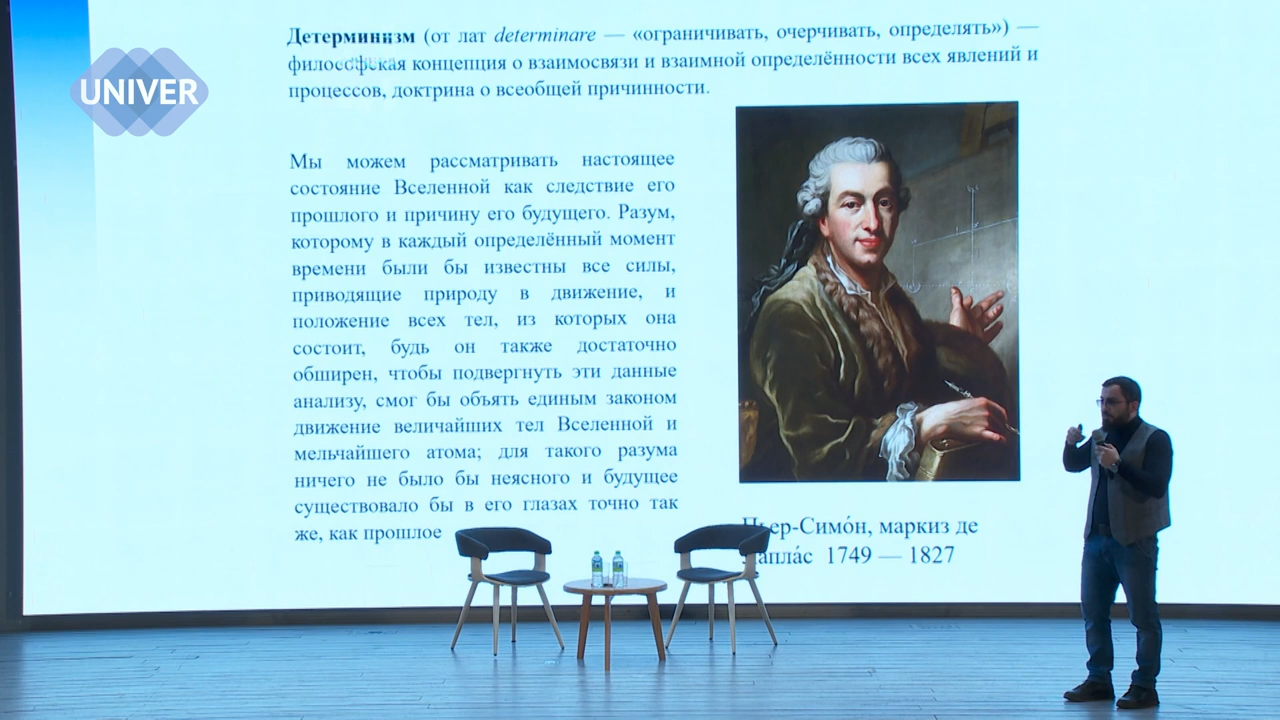 UNIVER
Детерминизм (от лат determinare — «ограничивать, очерчивать, определять») —
философская концепция о взаимосвязи и взаимной определённости всех явлений и
процессов, доктрина о всеобщей причинности.
Мы можем рассматривать настоящее
состояние Вселенной как следствие его
прошлого и причину его будущего. Разум,
которому в каждый определённый момент
времени были бы известны все силы,
приводящие природу в движение, и
положение всех тел, из которых она
состоит, будь он также достаточно
обширен, чтобы подвергнуть эти данные
анализу, смог бы объять единым законом
движение величайших тел Вселенной и
мельчайшего атома; для такого разума
ничего не было бы неясного и будущее
существовало бы в его глазах точно так
же, как прошлое
Пьер-Симо́н, маркиз де
апла́с 1749 — 1827